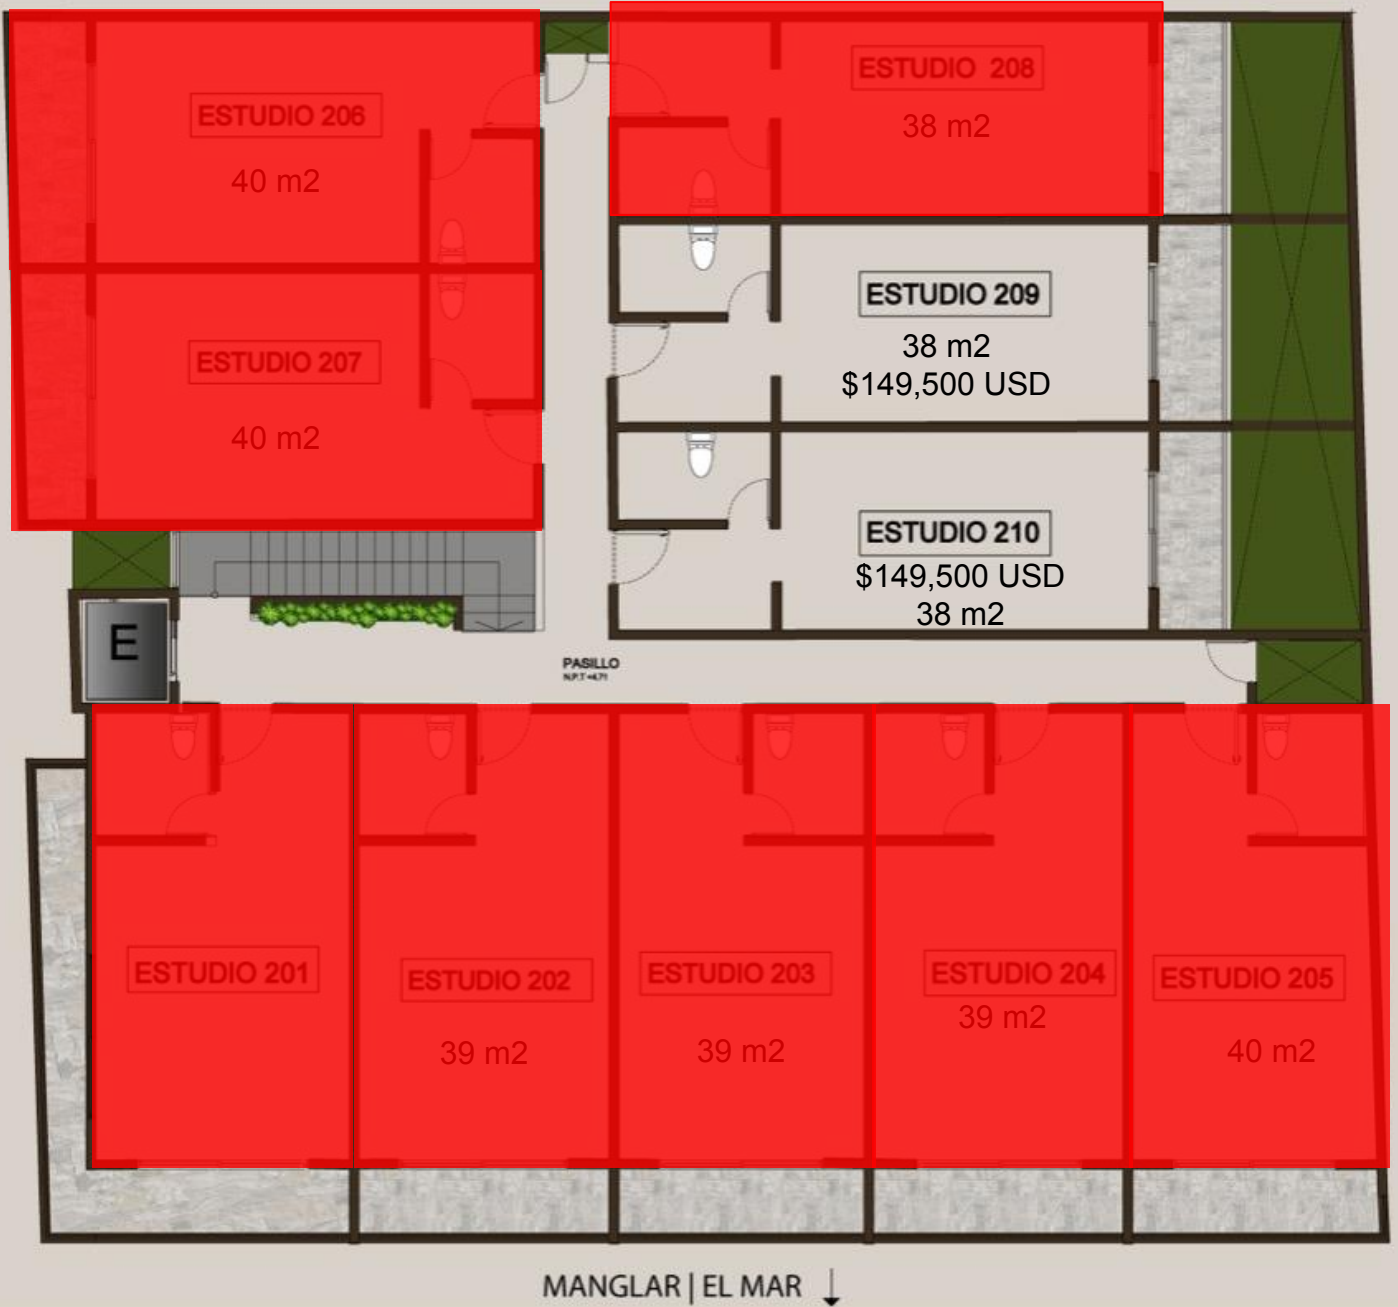 ESTUDIO 206
40 m2
ESTUDIO 208
38 m2
ESTUDIO 207
40 m2
ESTUDIO 209
38 m2
$149,500 USD
ESTUDIO 210
$149,500 USD
38 m2
E
PASILLO
N.P.T +4.71
ESTUDIO 201
ESTUDIO 202
39 m2
ESTUDIO 203
39 m2
ESTUDIO 204
39 m2
ESTUDIO 205
40 m2
MANGLAR | EL MAR ↓